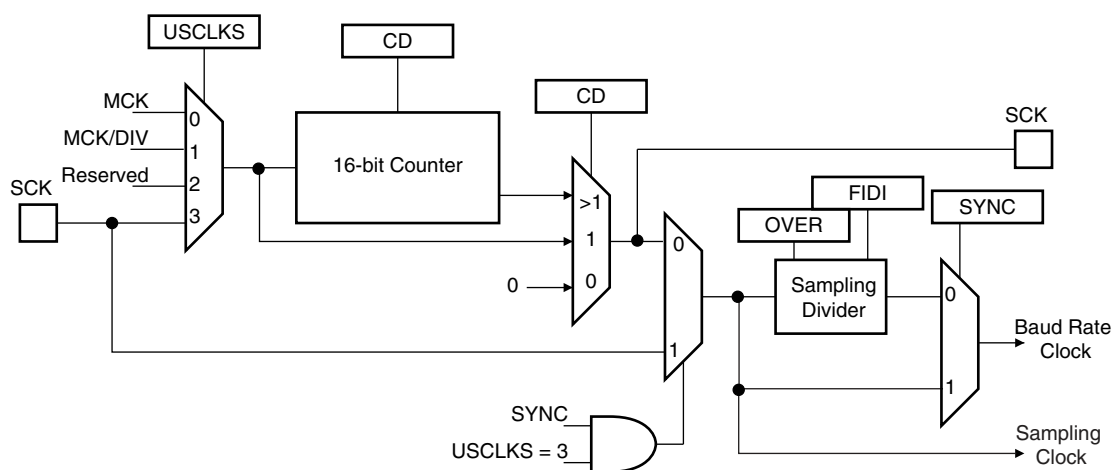 USCLKS
CD
CD
SCK
MCK
MCK/DIV
Reserved
SCK
0
1
2
3
16-bit Counter
>1
1
0
0
FIDI
OVER
SYNC
Sampling
Divider
0
1
0
1
Baud Rate
Clock
SYNC
USCLKS = 3
Sampling
Clock